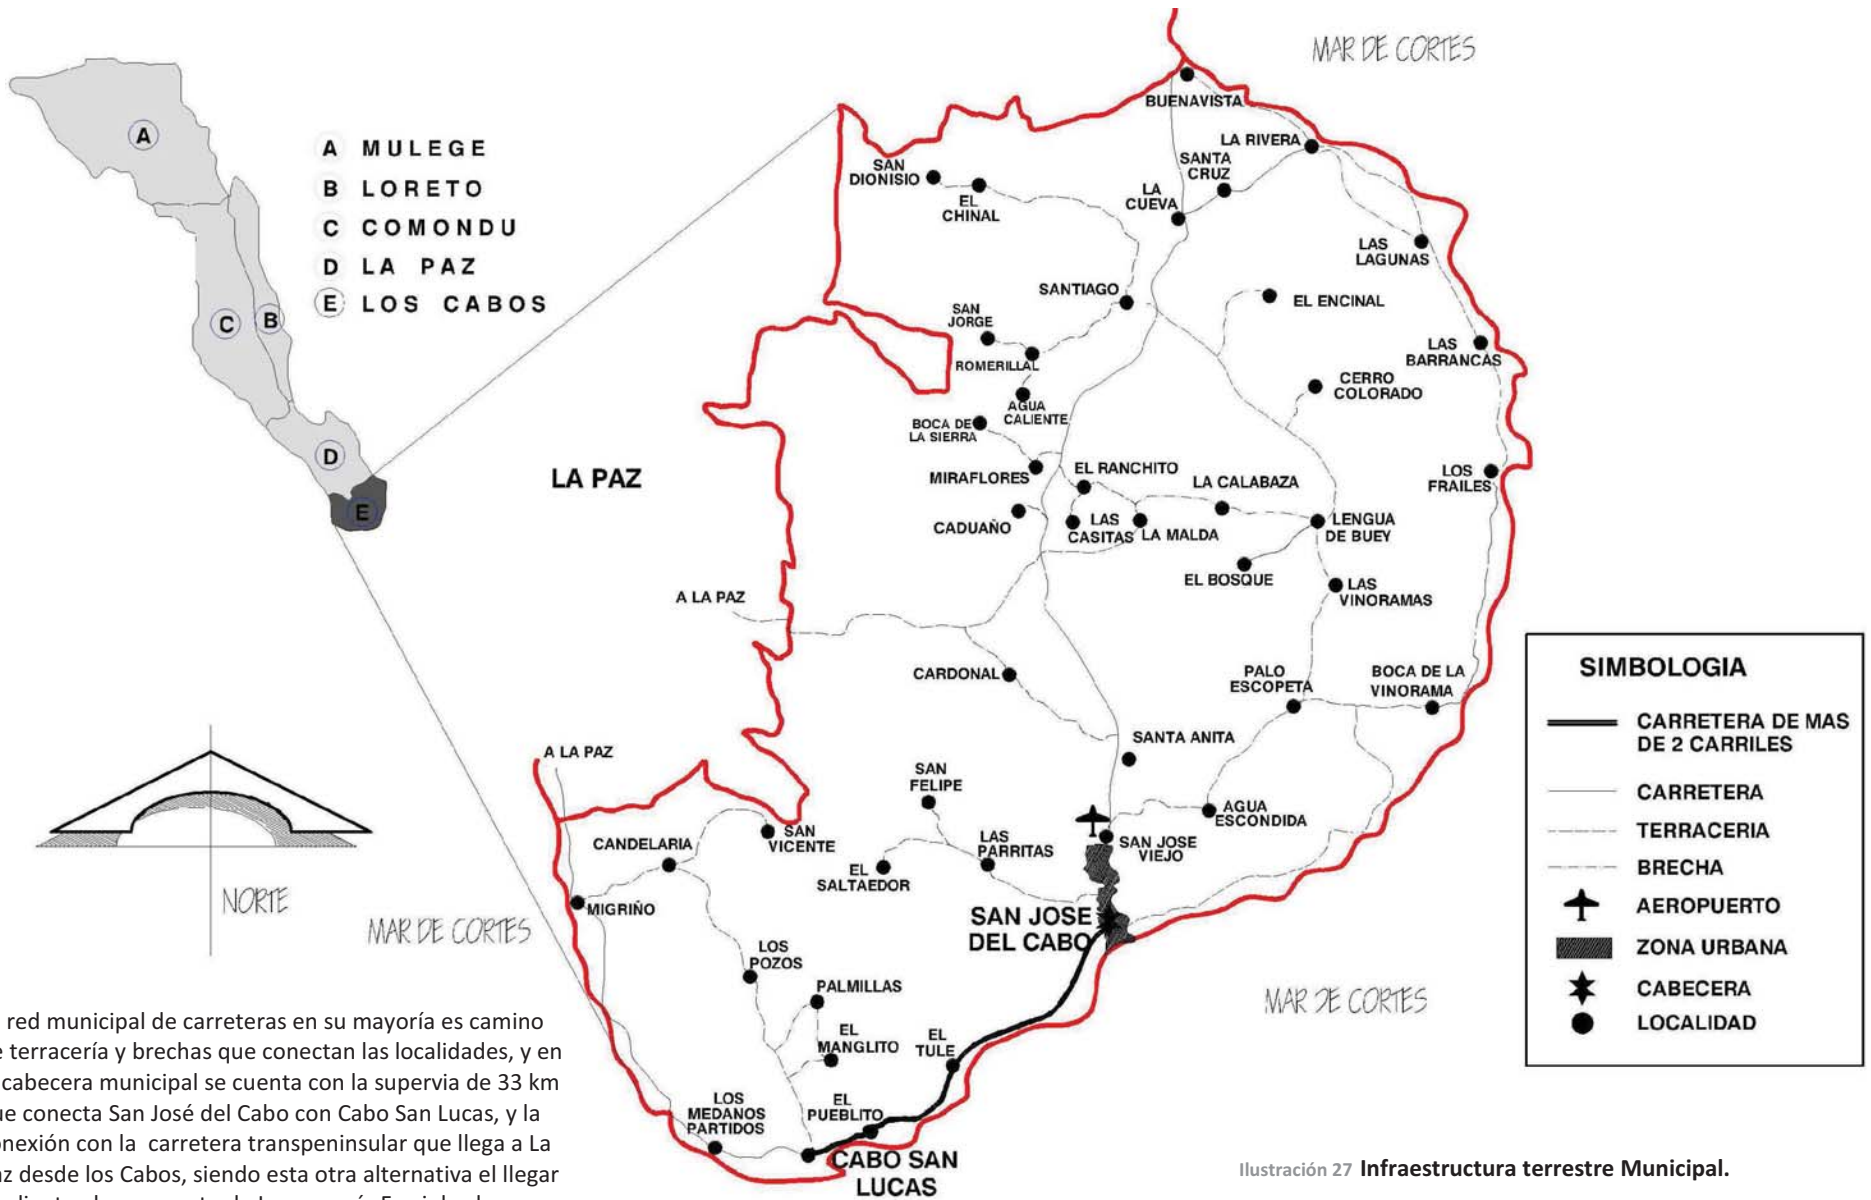 MAR DE CORTES
A
B
C
D
E
A MULEGE
B LORETO
C COMONDU
D LA PAZ
E LOS CABOS
BUENAVISTA
LA RIVERA
SAN
DIONISIO
EL
CHINAL
SANTA
CRUZ
LA
CUEVA
LAS
LAGUNAS
SANTIAGO
EL ENCINAL
SAN
JORGE
ROMERILLAL
LAS
BARRANCAS
CERRO
COLORADO
AGUA
CALIENTE
BOCA DE
LA SIERRA
MIRAFLORES
EL RANCHITO
LA CALABAZA
LOS
FRAILES
LA PAZ
CADUAÑO
LAS
CASITAS
LA MALDA
LENGUA
DE BUEY
EL BOSQUE
LAS
VINORAMAS
A LA PAZ
CARDONAL
PALO
ESCOPETA
BOCA DE LA
VINORAMA
SANTA ANITA
A LA PAZ
SAN
FELIPE
AGUA
ESCONDIDA
CANDELARIA
SAN
VICENTE
LAS
PARRITAS
SAN JOSE
VIEJO
EL
SALTAEDOR
MIGRIÑO
SAN JOSE
DEL CABO
NORTE
MAR DE CORTES
LOS
POZOS
PALMILLAS
EL
MANGLITO
EL
TULE
MAR DE CORTES
LOS
MEDANOS
PARTIDOS
EL
PUEBLITO
CABO SAN
LUCAS
SIMBOLOGIA
CARRETERA DE MAS
DE 2 CARRILES
CARRETERA
TERRACERIA
BRECHA
AEROPUERTO
ZONA URBANA
CABECERA
LOCALIDAD
red municipal de carreteras en su mayoría es camino
terracería y brechas que conectan las localidades, y en
cabecera municipal se cuenta con la supervia de 33 km
conecta San José del Cabo con Cabo San Lucas, y la
con la carretera transpeninsular que llega a La
desde los Cabos, siendo esta otra alternativa el llegar
Ilustración 27 Infraestructura terrestre Municipal.